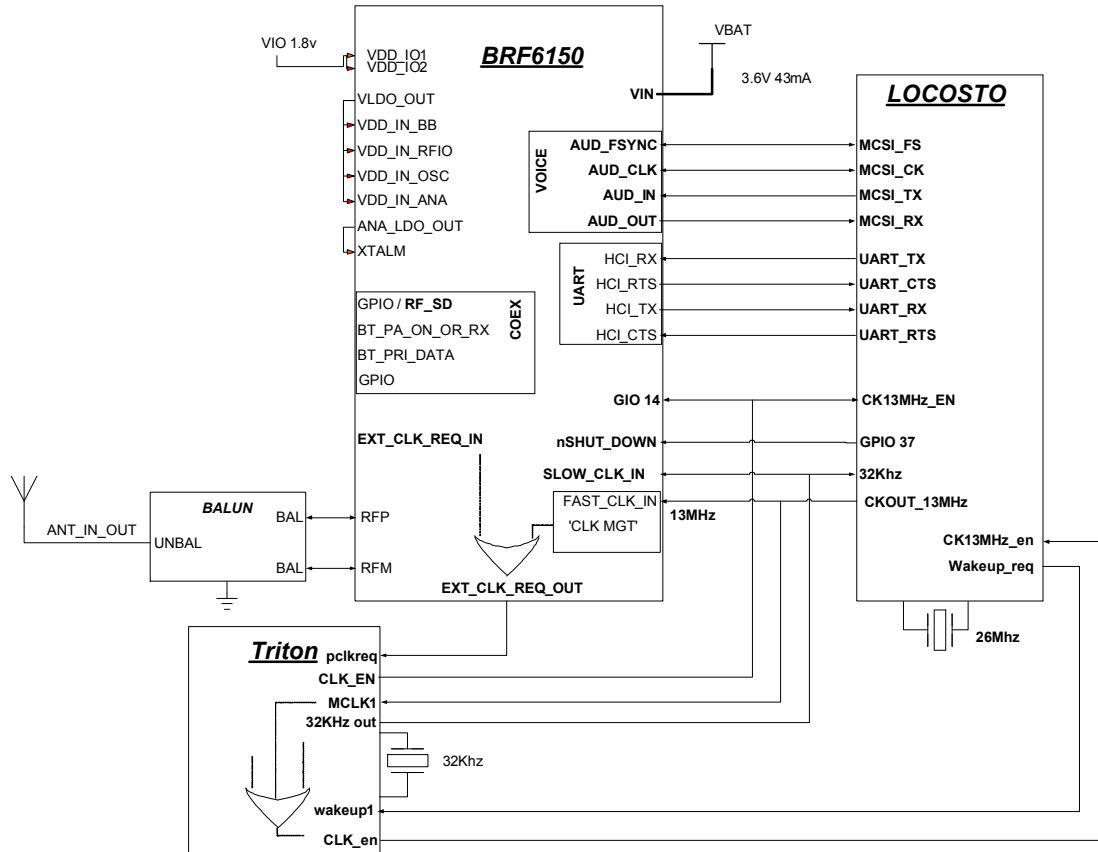 BRF6150
VIO 1.8v
VDD_IO1
VDD_IO2
VLDO_OUT
VDD_IN_BB
VDD_IN_RFIO
VDD_IN_OSC
VDD_IN_ANA
ANA_LDO_OUT
XTALM
GPIO / RF_SD
BT_PA_ON_OR_RX
BT_PRI_DATA
GPIO
COEX
EXT_CLK_REQ_IN
VBAT
3.6V 43mA
VIN
VOICE
AUD_FSYNC
AUD_CLK
AUD_IN
AUD_OUT
UART
HCI_RX
HCI_RTS
HCI_TX
HCI_CTS
GIO 14
nSHUT_DOWN
SLOW_CLK_IN
FAST_CLK_IN
'CLK MGT'
13MHz
EXT_CLK_REQ_OUT
RFP
RFM
LOCOSTO
MCSI_FS
MCSI_CK
MCSI_TX
MCSI_RX
UART_TX
UART_CTS
UART_RX
UART_RTS
CK13MHz_EN
GPIO 37
32Khz
CKOUT_13MHz
CK13MHz_en
Wakeup_req
26Mhz
ANT_IN_OUT
BALUN
BAL
UNBAL
BAL
Triton
pclkreq
CLK_EN
MCLK1
32KHz out
32Khz
wakeup1
CLK_en